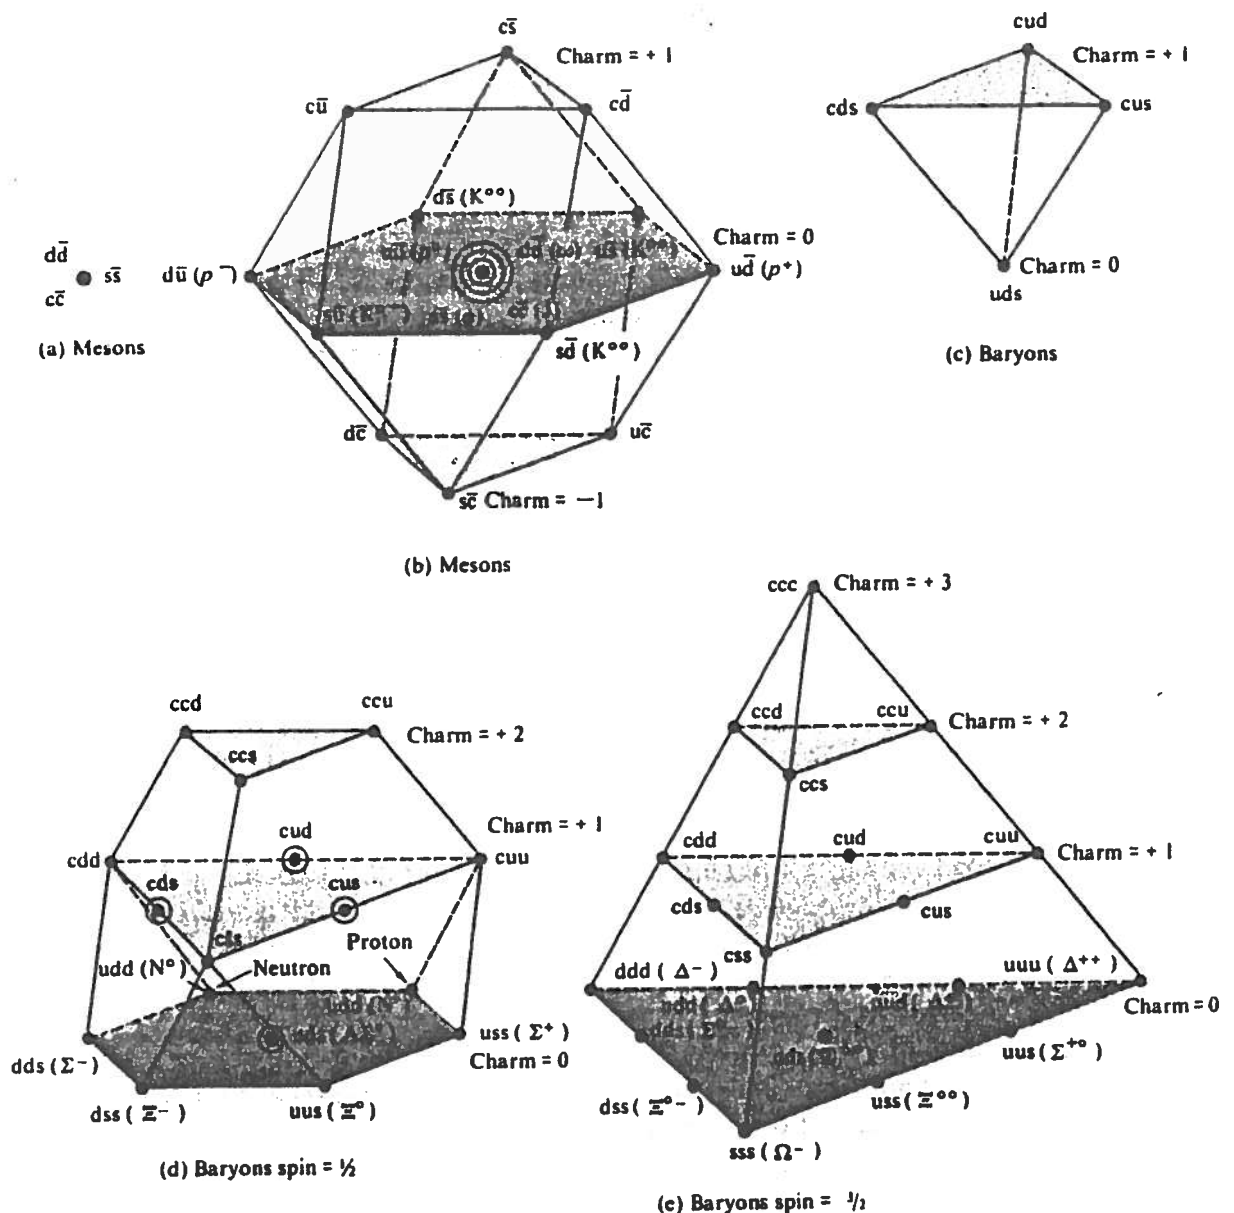 cs̄
Charm = + 1
cū
cd̄
ds̄ (K°°)
Charm = 0
dd̄
ss̄
cc̄
dū (p⁻)
ud̄ (p⁺)
sd̄ (K°°)
(a) Mesons
dc̄
uc̄
sc̄ Charm = −1
(b) Mesons
cud
Charm = + 1
cds
cus
Charm = 0
uds
(c) Baryons
ccd
ccu
Charm = + 2
ccs
Charm = + 1
cud
cdd
cuu
cds
cus
Proton
udd (N°)
Neutron
uss (Σ⁺)
dds (Σ⁻)
Charm = 0
dss (Ξ⁻)
uus (Ξ°)
(d) Baryons spin = ½
ccc
Charm = + 3
ccd
ccu
Charm = + 2
ccs
cdd
cud
cuu
Charm = + 1
cds
cus
css
ddd (Δ⁻)
uuu (Δ⁺⁺)
Charm = 0
uus (Σ⁺°)
dss (Ξ°⁻)
uss (Ξ°°)
sss (Ω⁻)
(e) Baryons spin = 3/2